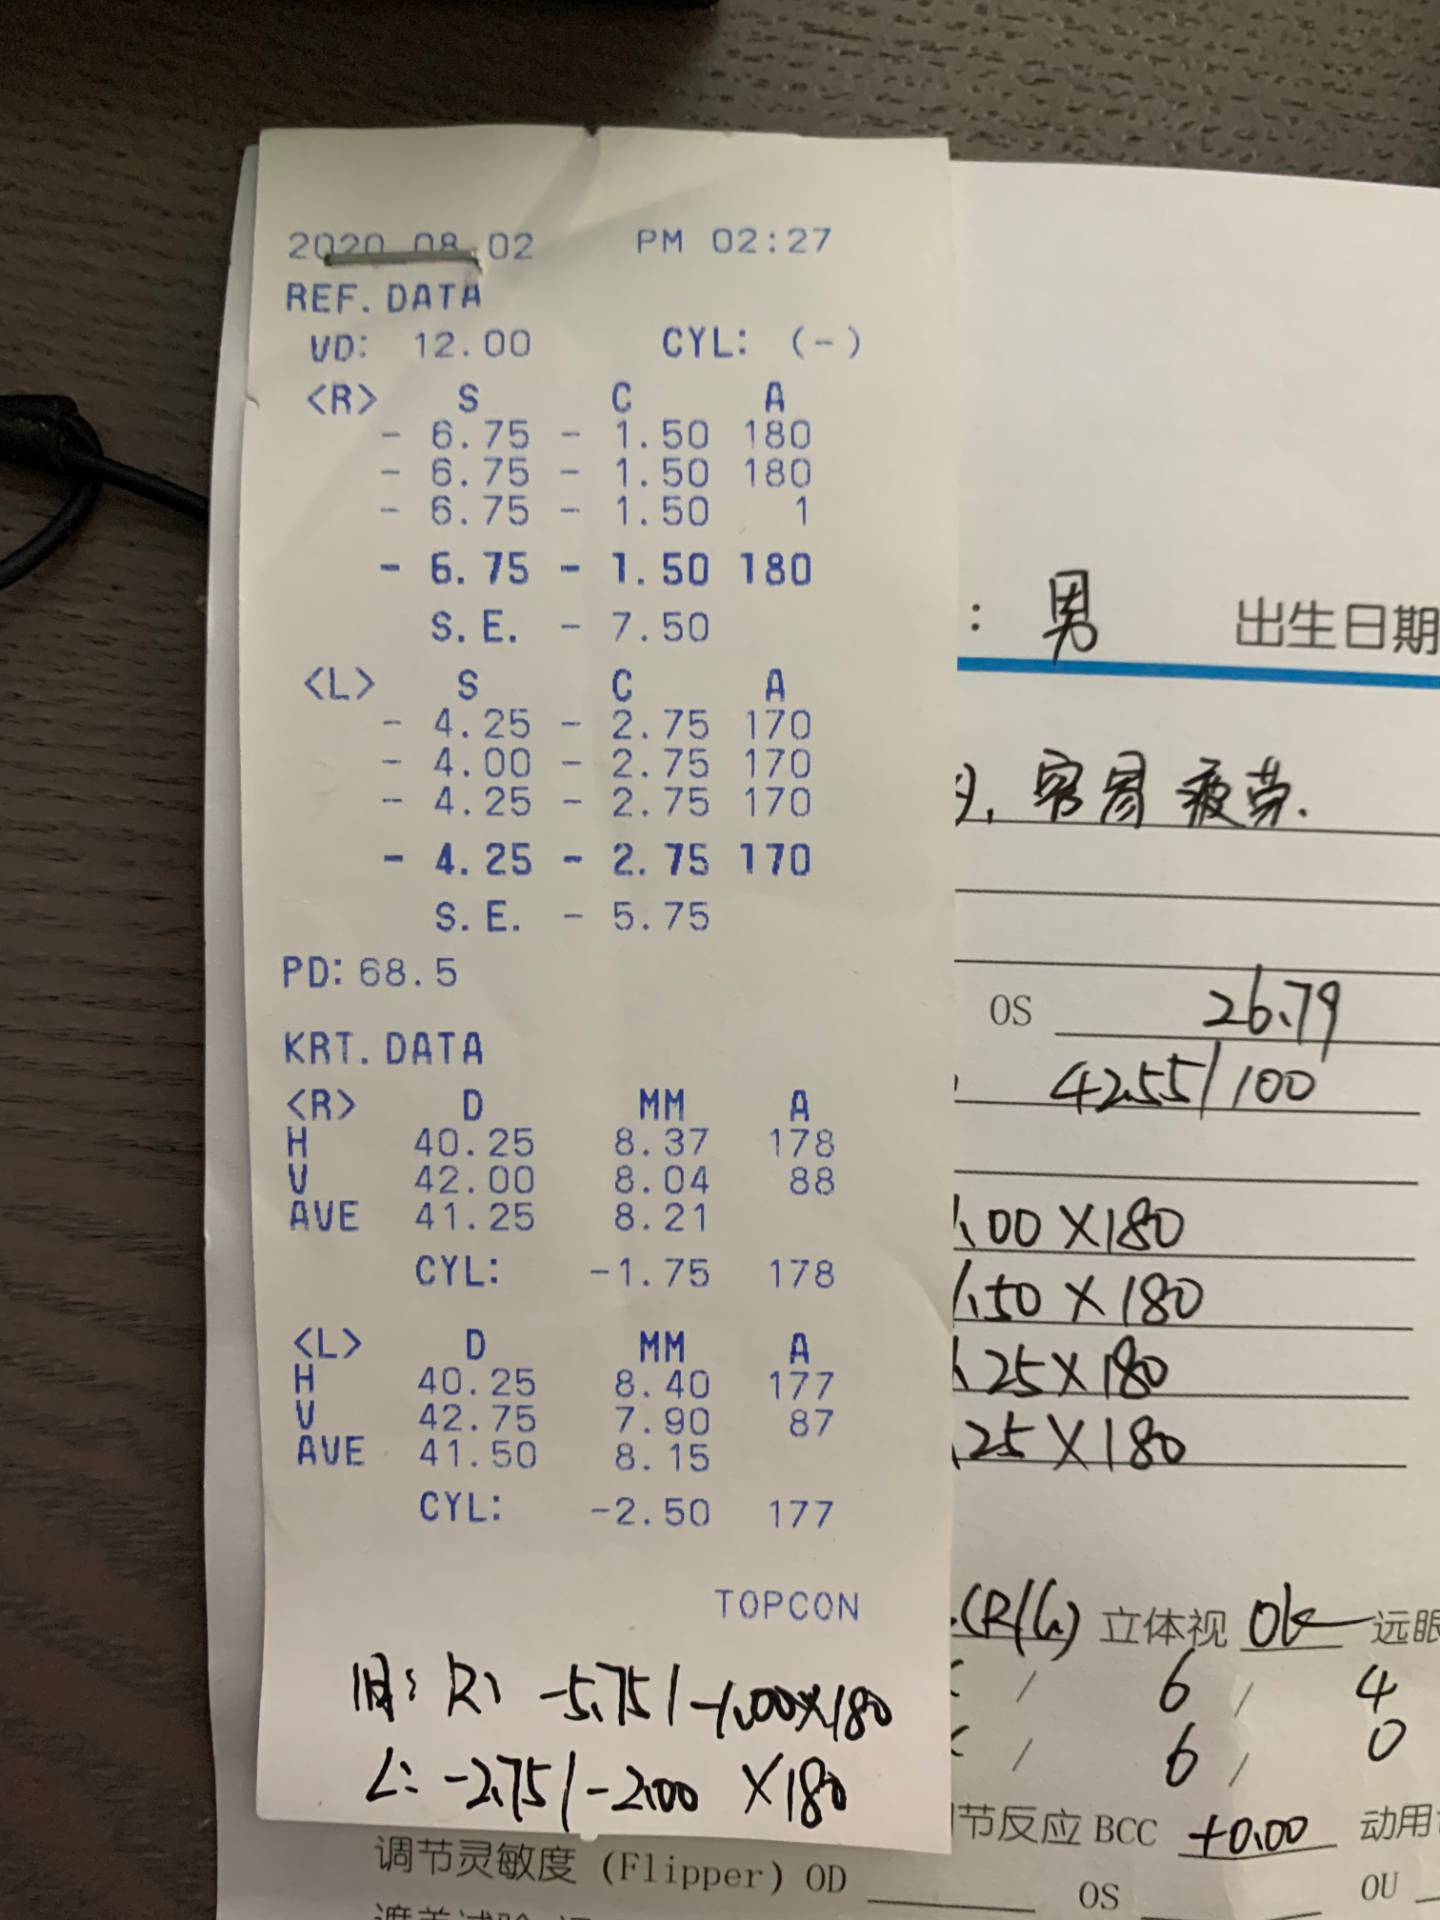 2020_08_02 PM 02:27
REF. DATA
VD: 12.00 CYL: (-)
<R> S C A
- 6.75 - 1.50 180
- 6.75 - 1.50 180
- 6.75 - 1.50 1
- 6.75 - 1.50 180
S.E. - 7.50
<L> S C A
- 4.25 - 2.75 170
- 4.00 - 2.75 170
- 4.25 - 2.75 170
- 4.25 - 2.75 170
S.E. - 5.75
PD: 68.5
KRT. DATA
<R> D MM A
H 40.25 8.37 178
V 42.00 8.04 88
AVE 41.25 8.21
CYL: -1.75 178
<L> D MM A
H 40.25 8.40 177
V 42.75 7.90 87
AVE 41.50 8.15
CYL: -2.50 177
TOPCON
旧: R: -5.75/-1.00×180
L: -2.75/-2.00 ×180
: 男 出生日期
容易疲劳.
OS 26.79
42.55/100
.00×180
.50×180
.25×180
.25×180
(R/G) 立体视 ok 远眼
/ 6 / 4
/ 6 / 0
节反应 BCC +0.00 动用
调节灵敏度 (Flipper) OD OS OU